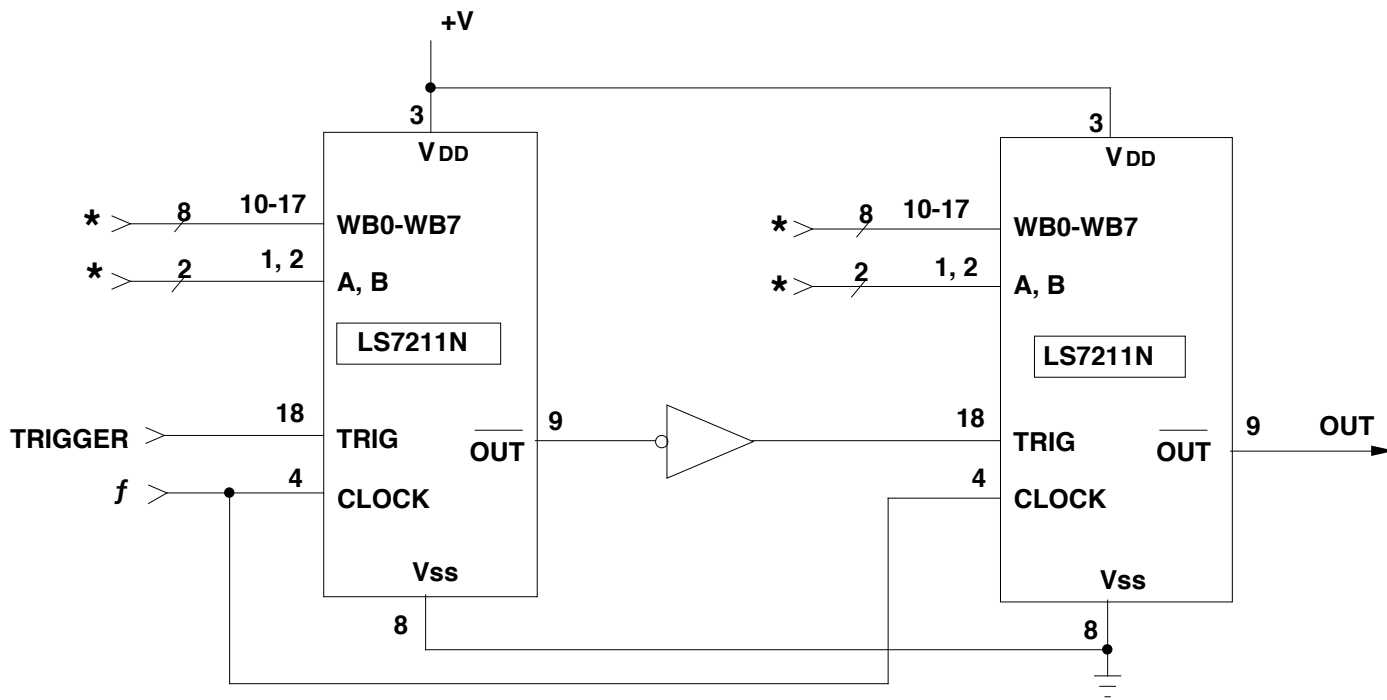 +V
3
VDD
* 8 10-17 WB0-WB7
* 2 1, 2 A, B
LS7211N
TRIGGER 18 TRIG
ƒ 4 CLOCK
OUT 9
Vss
8
3
VDD
* 8 10-17 WB0-WB7
* 2 1, 2 A, B
LS7211N
18 TRIG
4 CLOCK
OUT 9 OUT
Vss
8